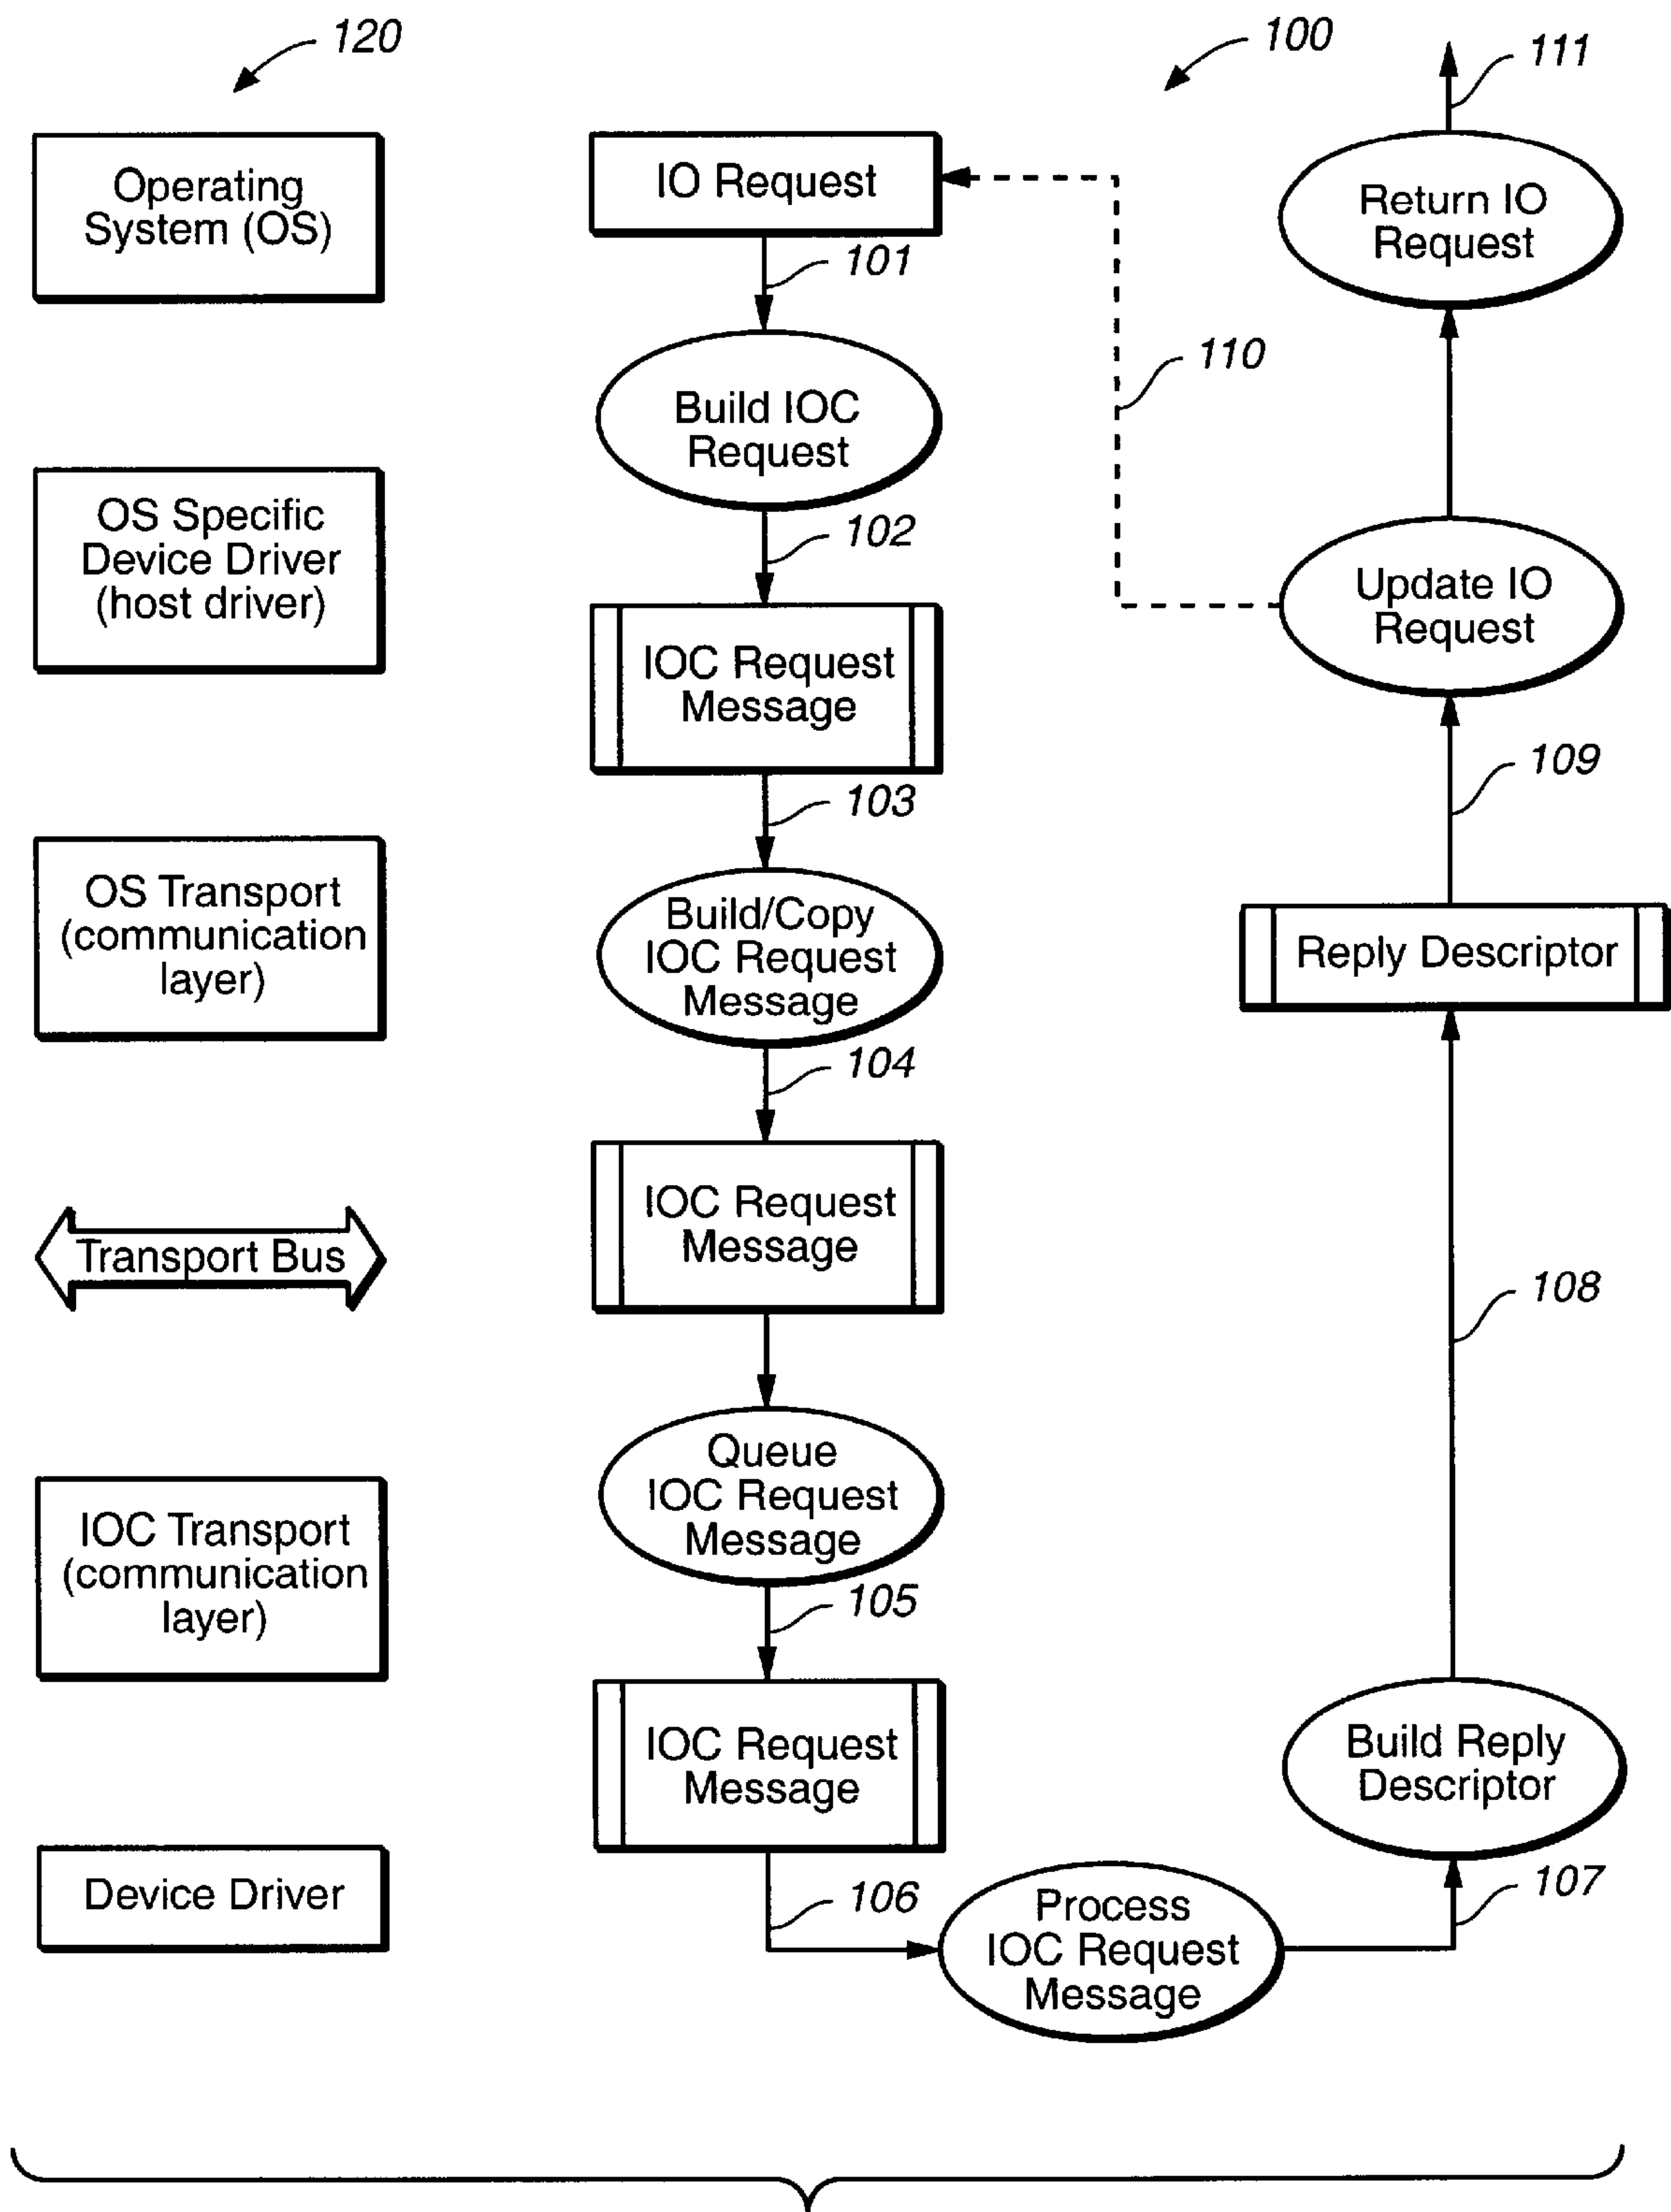 120
100
111
Operating
System (OS)
IO Request
Return IO
Request
101
110
Build IOC
Request
OS Specific
Device Driver
(host driver)
102
Update IO
Request
IOC Request
Message
109
103
OS Transport
(communication
layer)
Build/Copy
IOC Request
Message
Reply Descriptor
104
IOC Request
Message
Transport Bus
108
Queue
IOC Request
Message
IOC Transport
(communication
layer)
105
IOC Request
Message
Build Reply
Descriptor
Device Driver
106
Process
IOC Request
Message
107